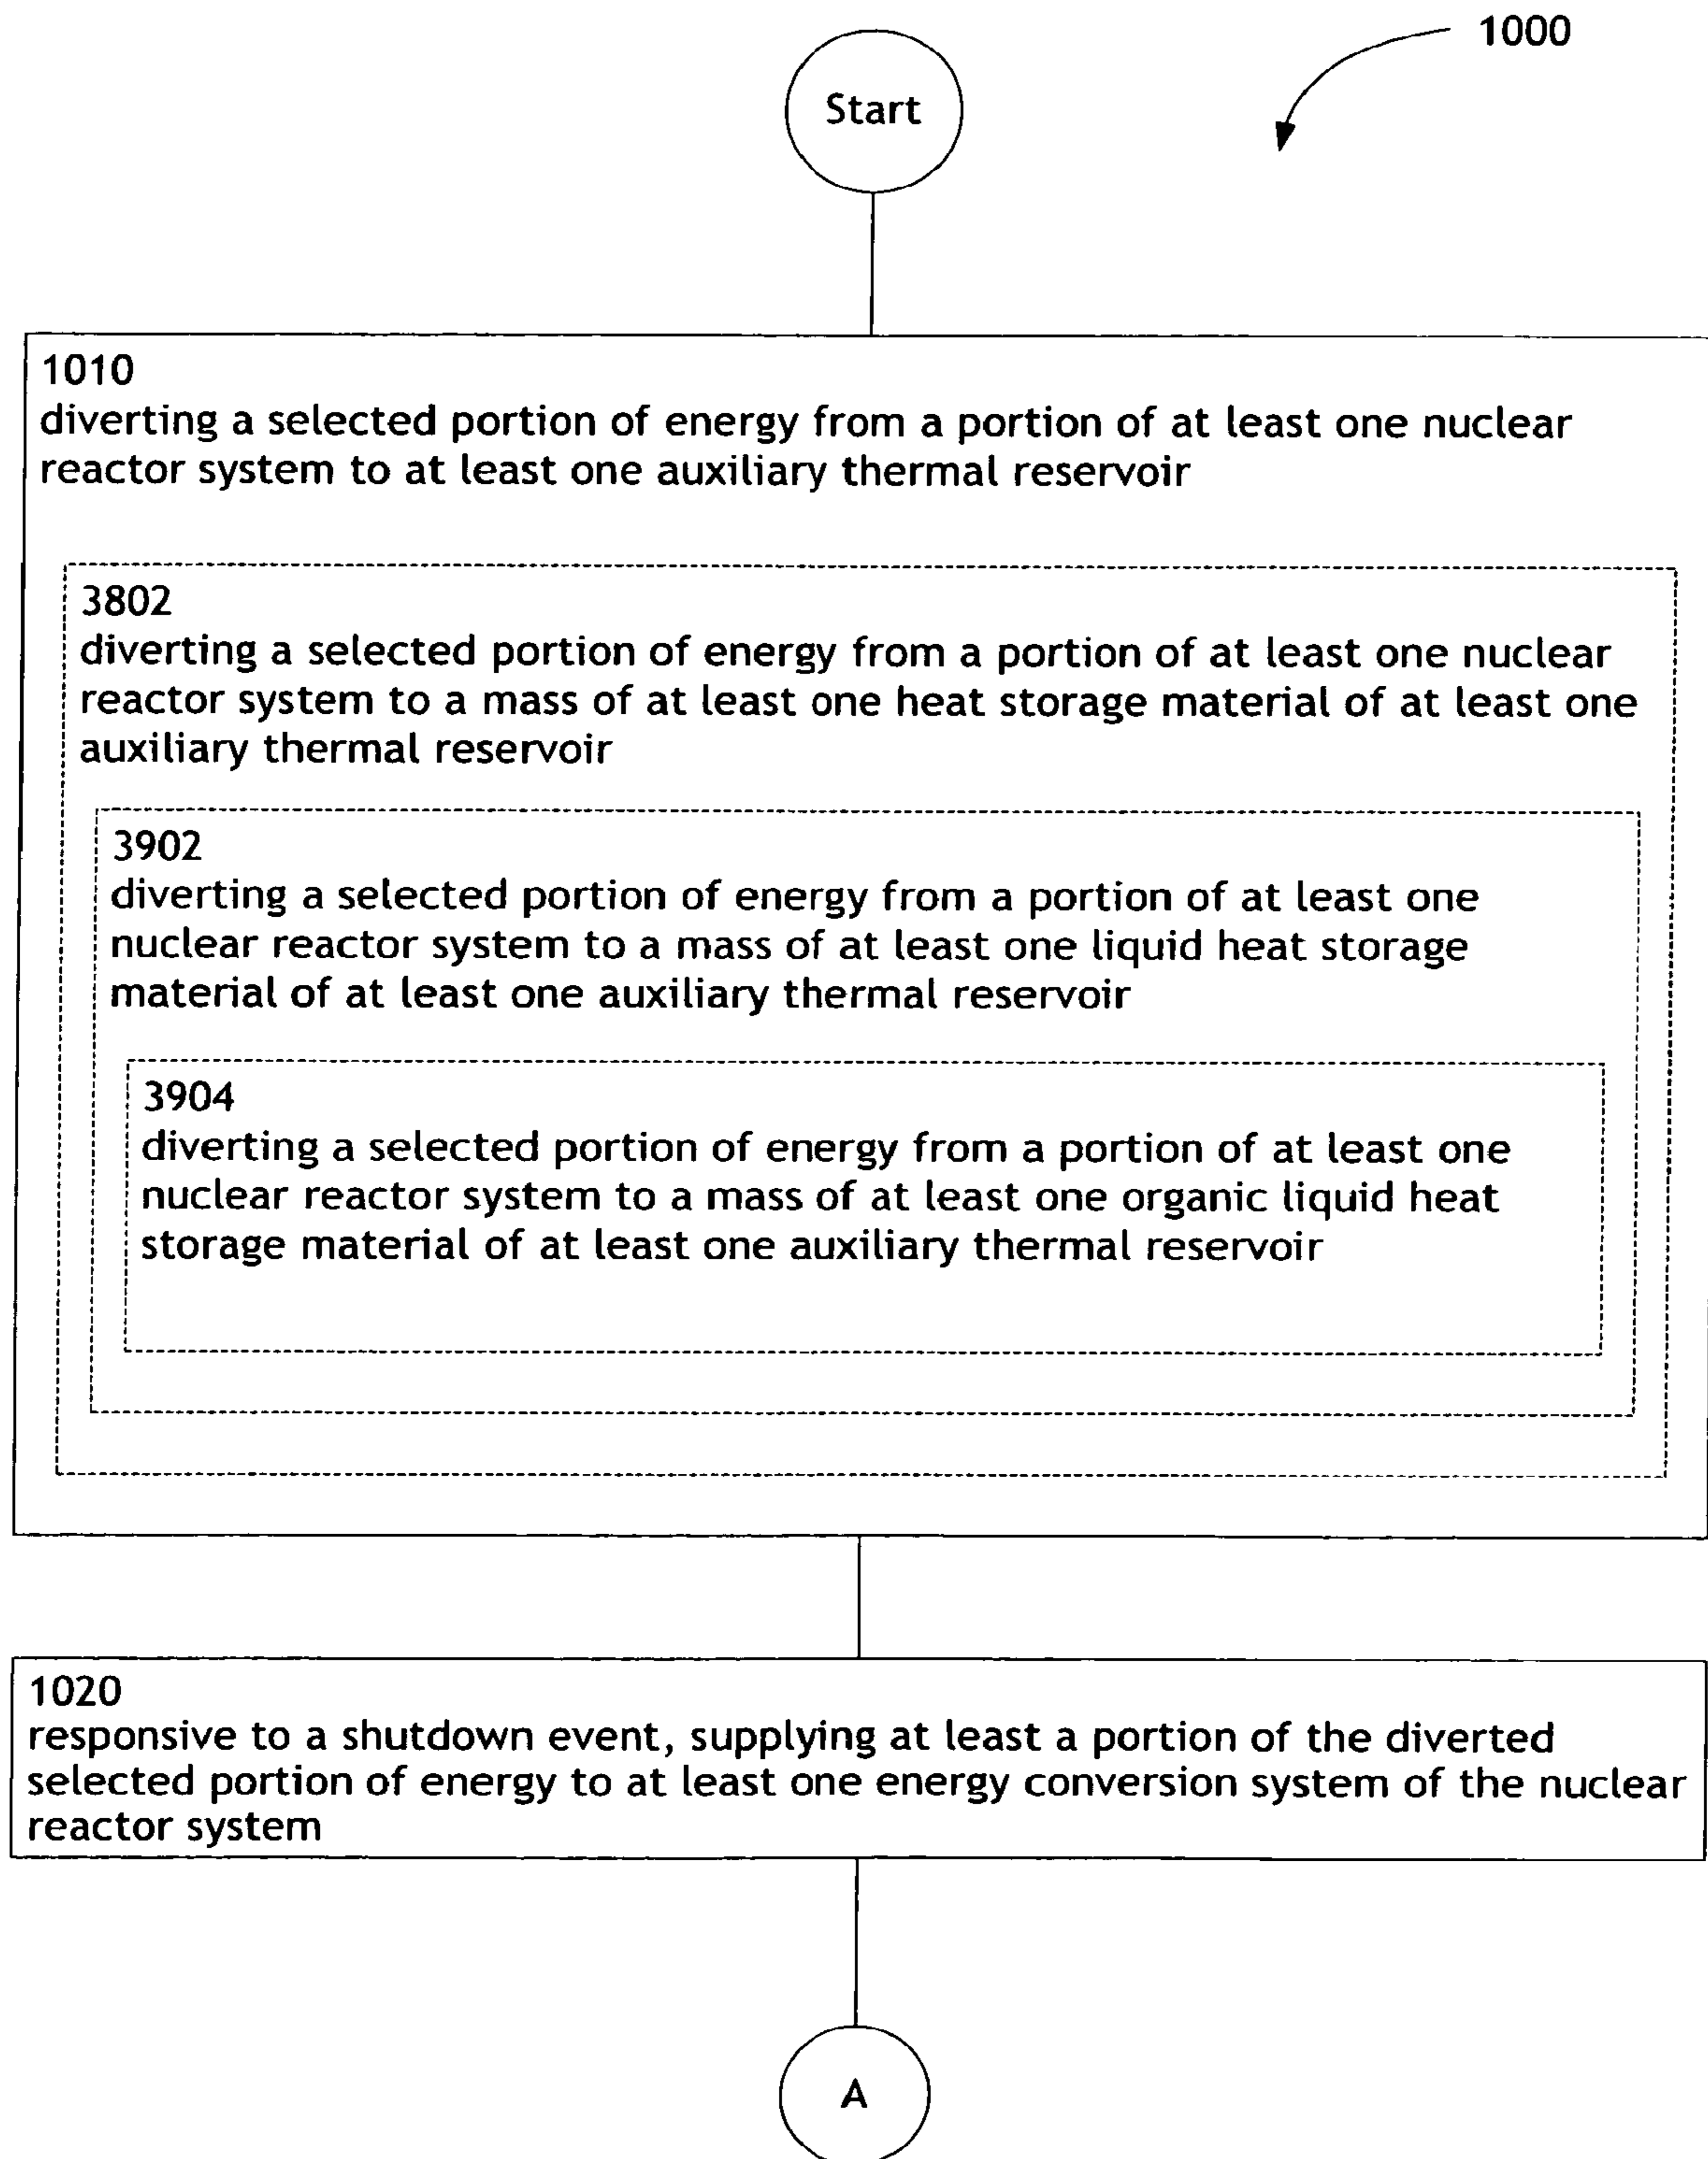 1000
Start
1010
diverting a selected portion of energy from a portion of at least one nuclear
reactor system to at least one auxiliary thermal reservoir
3802
diverting a selected portion of energy from a portion of at least one nuclear
reactor system to a mass of at least one heat storage material of at least one
auxiliary thermal reservoir
3902
diverting a selected portion of energy from a portion of at least one
nuclear reactor system to a mass of at least one liquid heat storage
material of at least one auxiliary thermal reservoir
3904
diverting a selected portion of energy from a portion of at least one
nuclear reactor system to a mass of at least one organic liquid heat
storage material of at least one auxiliary thermal reservoir
1020
responsive to a shutdown event, supplying at least a portion of the diverted
selected portion of energy to at least one energy conversion system of the nuclear
reactor system
A